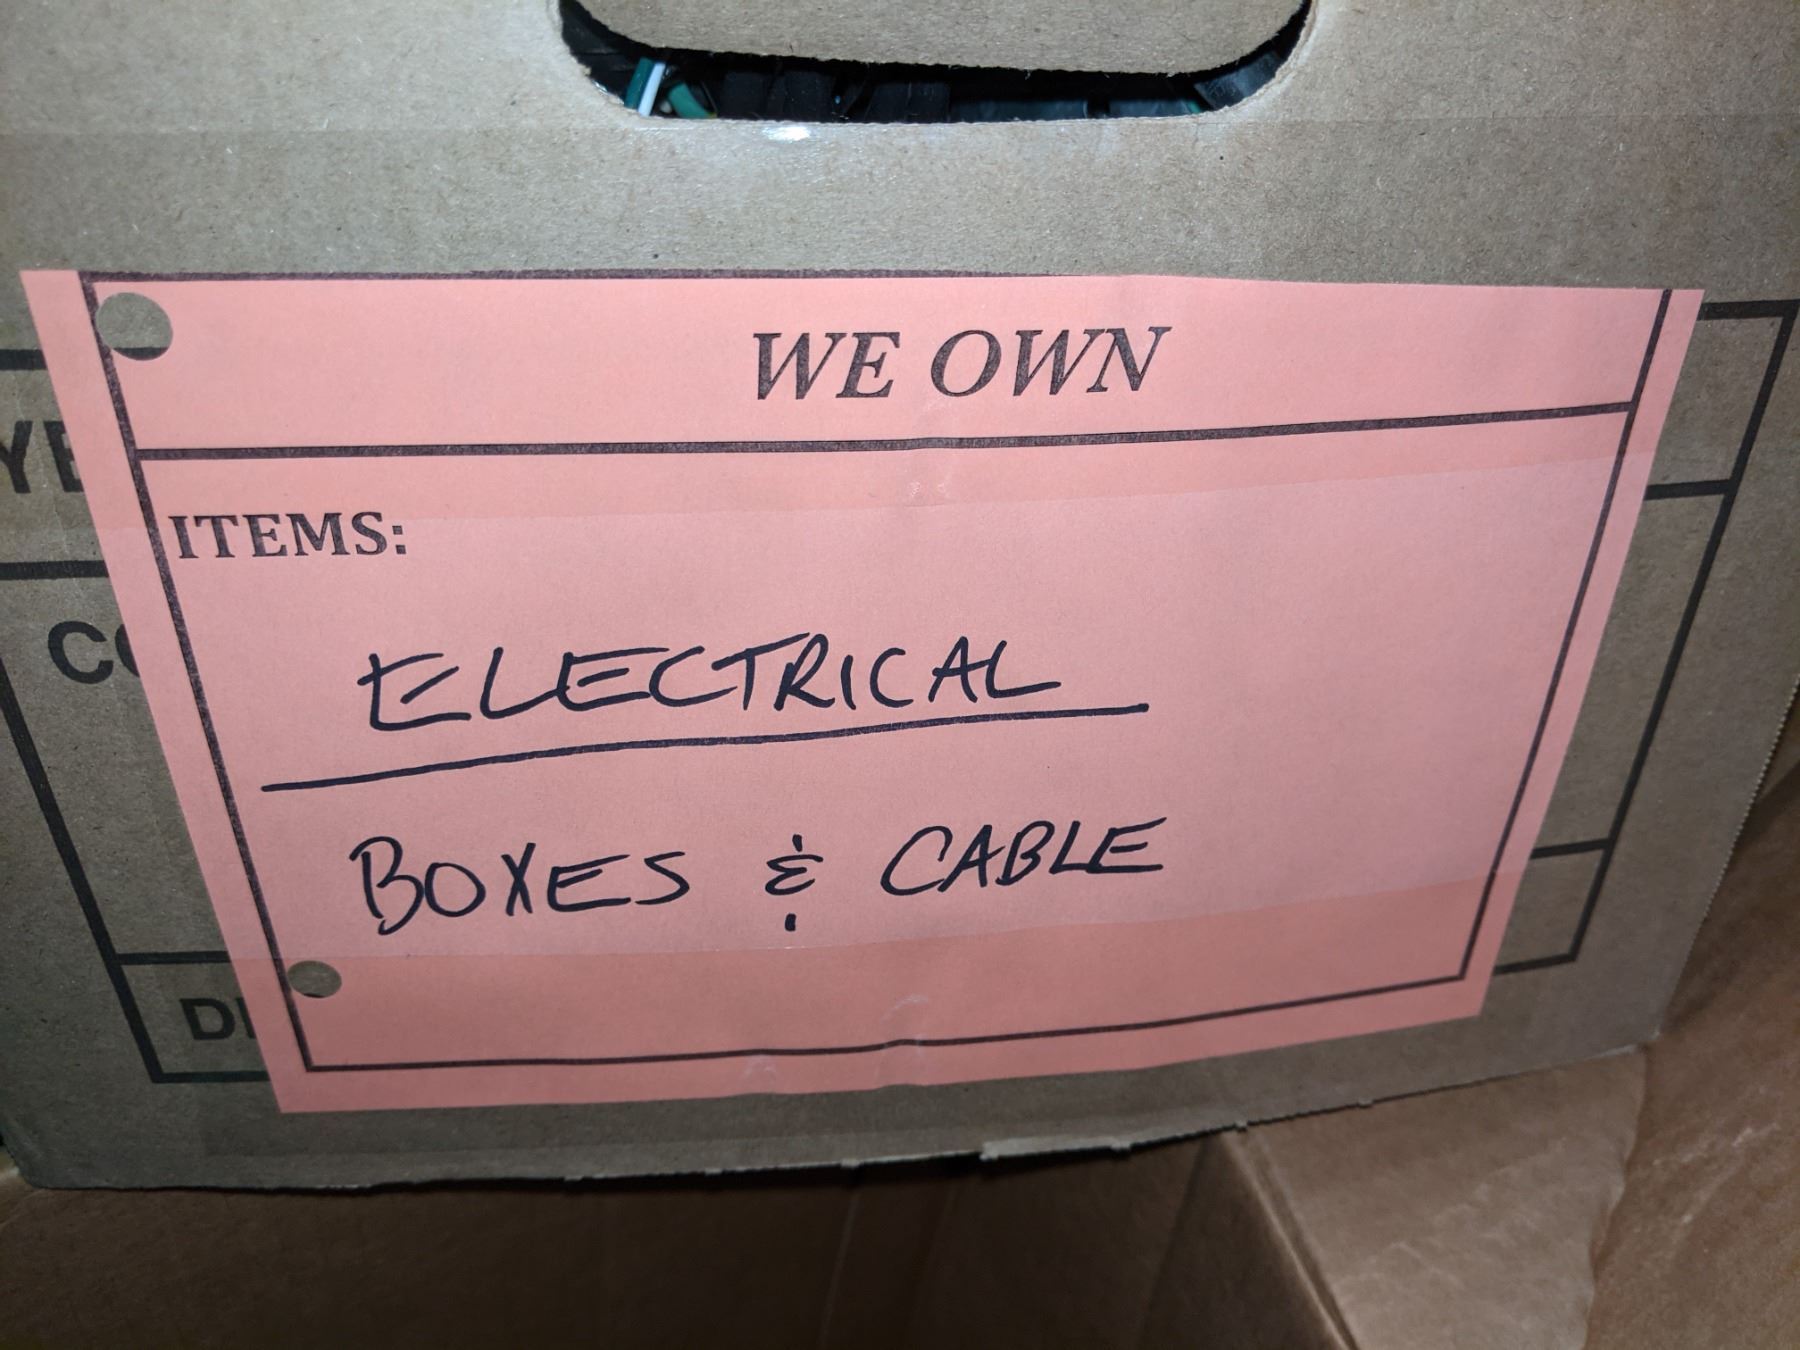 WE OWN
ITEMS:
ELECTRICAL
BOXES & CABLE